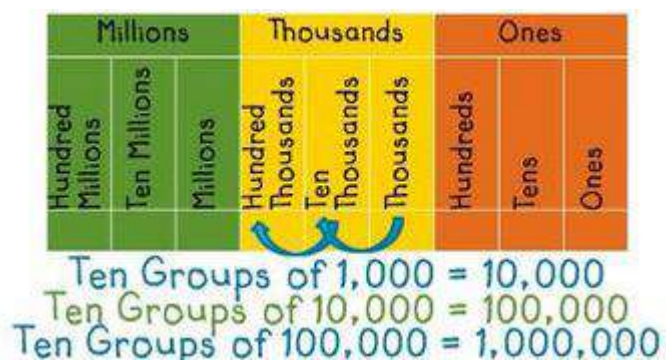 Millions Thousands Ones
Hundred Millions Ten Millions Millions Hundred Thousands Ten Thousands Thousands Hundreds Tens Ones
Ten Groups of 1,000 = 10,000
Ten Groups of 10,000 = 100,000
Ten Groups of 100,000 = 1,000,000